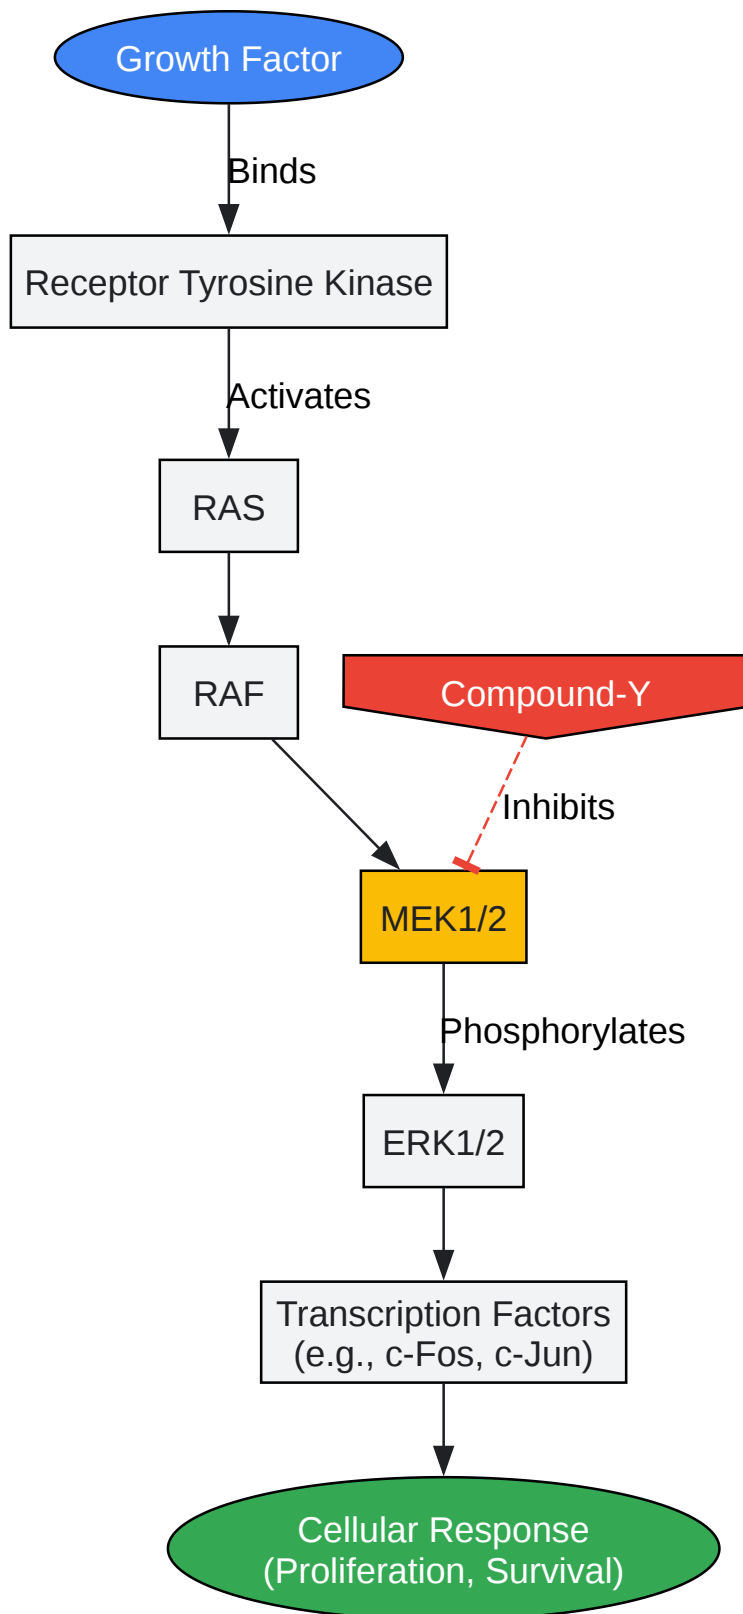 Growth Factor
Binds
Receptor Tyrosine Kinase
Activates
RAS
RAF
Compound-Y
Inhibits
MEK1/2
Phosphorylates
ERK1/2
Transcription Factors
(e.g., c-Fos, c-Jun)
Cellular Response
(Proliferation, Survival)